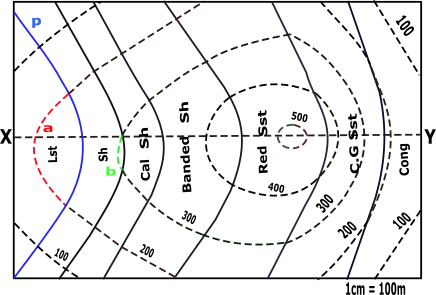 p
100
a
X
Lst
Sh
b
Cal Sh
Banded Sh
Red Sst
500
C G Sst
Cong
Y
400
300
300
200
200
100
100
1cm = 100m